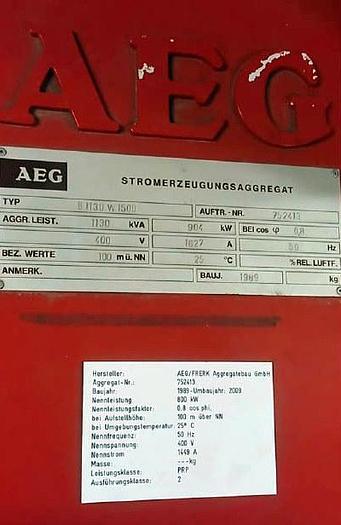 AEG
AEG STROMERZEUGUNGSAGGREGAT
TYP AUFTR.-NR. 752413
AGGR.LEIST. 1130 kVA 904 kW BEI cos φ 0,8
400 V 1627 A 50 Hz
BEZ. WERTE 100 m ü. NN 25 °C %REL. LUFTF.
ANMERK. BAUJ. 1989 kg
Hersteller: AEG/FRERK Aggregatebau GmbH
Aggregat-Nr.: 752413
Baujahr: 1989-Umbaujahr: 2009
Nennleistung 800 kW
Nennleistungsfaktor: 0.8 cos phi,
bei Aufstellhöhe: 100 m über NN
bei Umgebungstemperatur: 25° C
Nennfrequenz: 50 Hz
Nennspannung: 400 V
Nennstrom 1449 A
Masse: ---kg
Leistungsklasse: PRP
Ausführungsklasse: 2